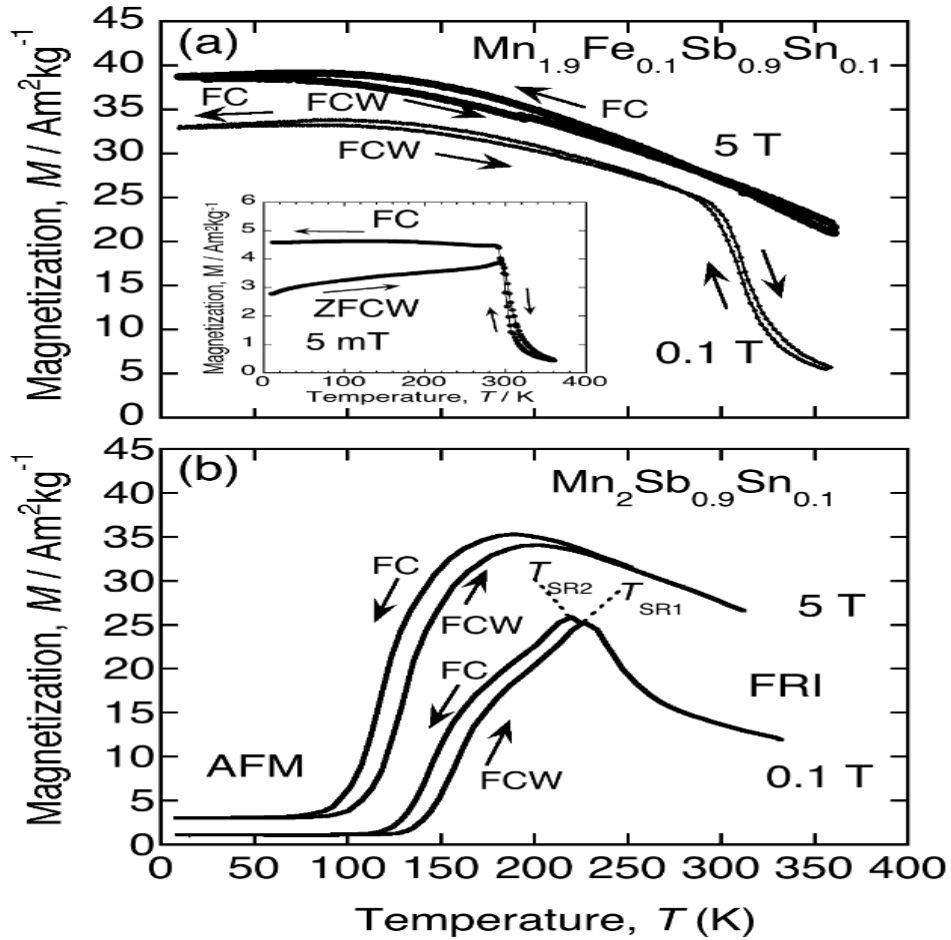 (a)
Mn1.9Fe0.1Sb0.9Sn0.1
Magnetization, M / Am2kg-1
45
40
35
30
25
20
15
10
5
0
FC
FCW
FC
FCW
5 T
0.1 T
Magnetization, M / Am2kg-1
6
5
4
3
2
1
0
FC
ZFCW
5 mT
0
100
200
300
400
Temperature, T / K
(b)
Mn2Sb0.9Sn0.1
Magnetization, M / Am2kg-1
45
40
35
30
25
20
15
10
5
0
FC
FCW
TSR2
TSR1
5 T
FC
FCW
FRI
AFM
0.1 T
0
50
100
150
200
250
300
350
400
Temperature, T (K)